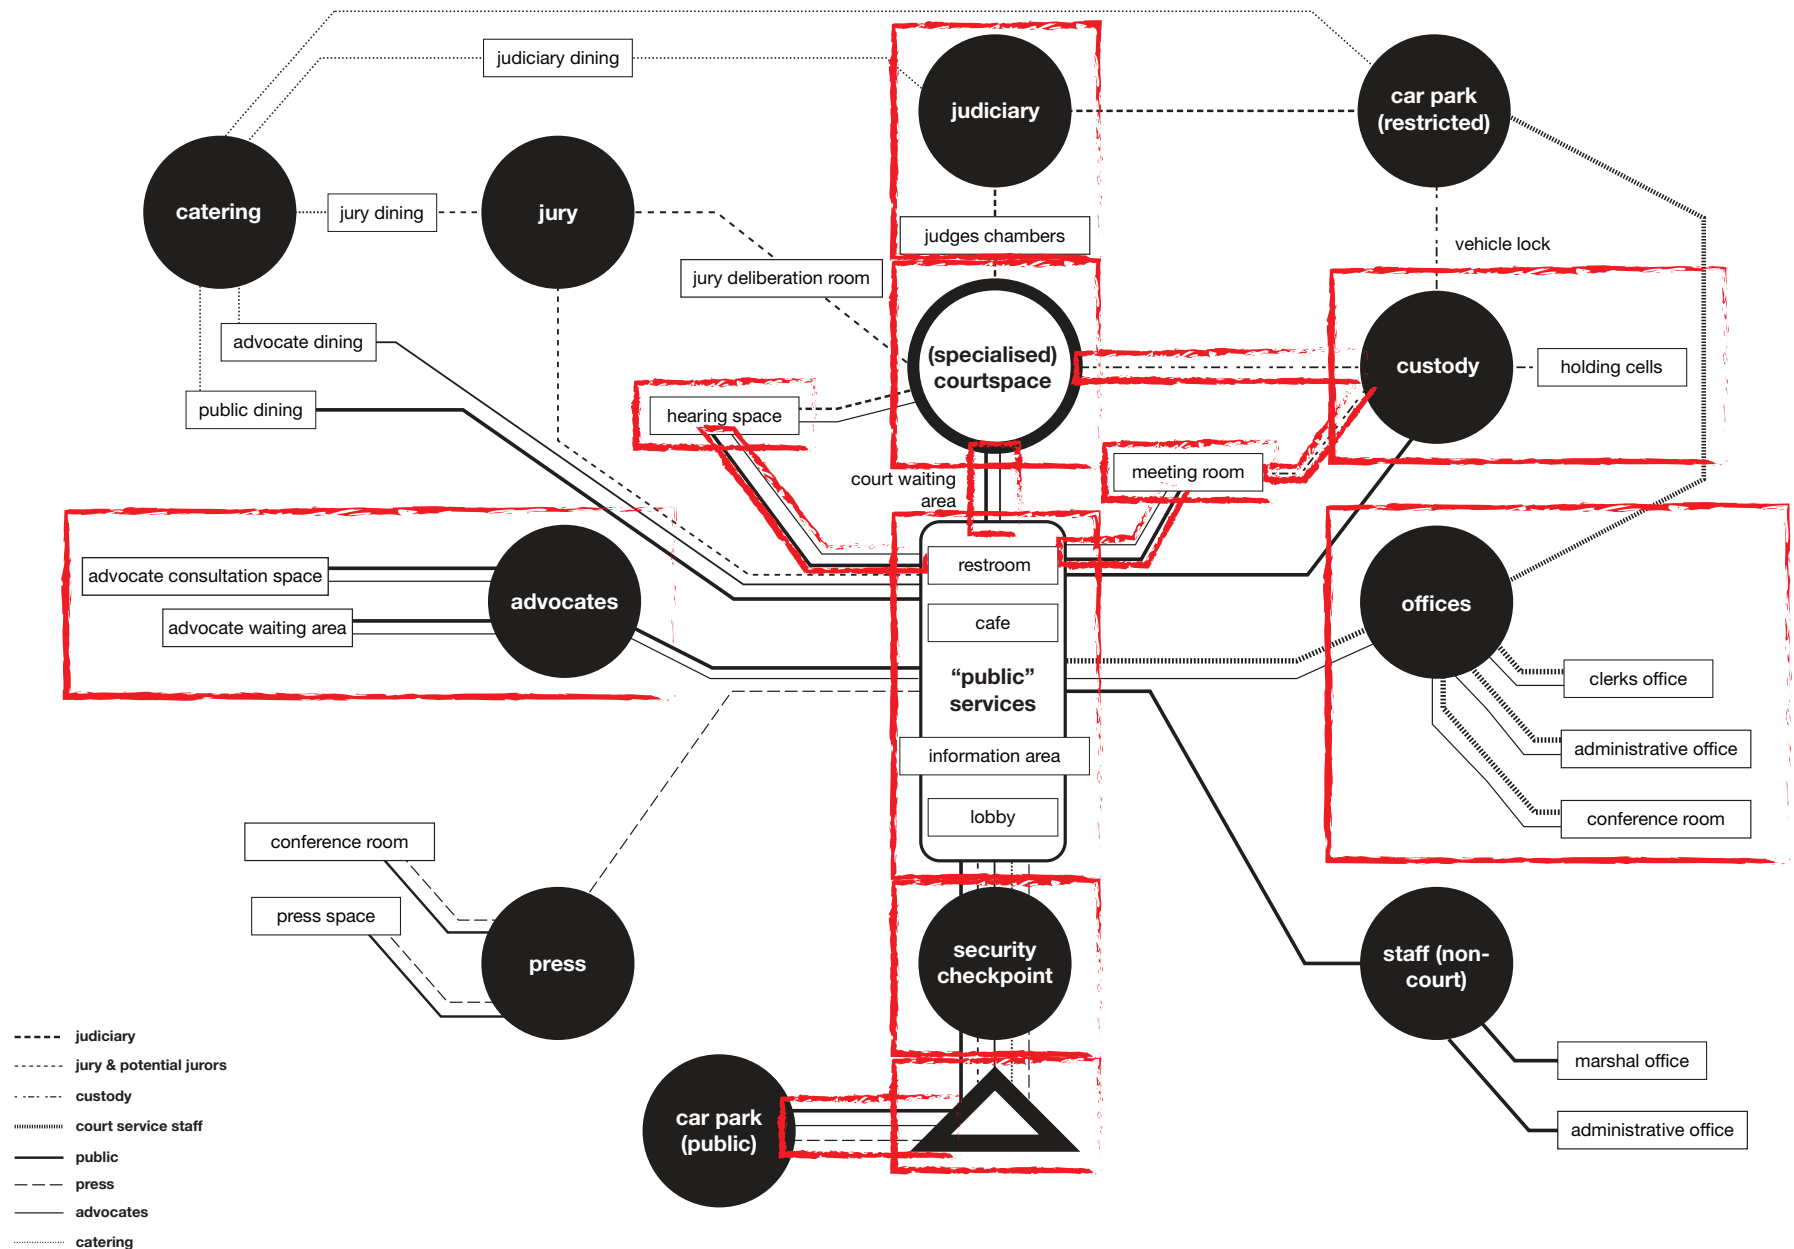 judiciary dining
judiciary
car park
(restricted)
catering
jury dining
jury
judges chambers
vehicle lock
jury deliberation room
advocate dining
(specialised)
courtspace
custody
holding cells
public dining
hearing space
court waiting
area
meeting room
restroom
advocate consultation space
advocates
advocate waiting area
cafe
offices
“public”
services
clerks office
information area
administrative office
lobby
conference room
conference room
press space
press
security
checkpoint
staff (non-
court)
judiciary
jury & potential jurors
custody
court service staff
public
press
advocates
catering
car park
(public)
marshal office
administrative office